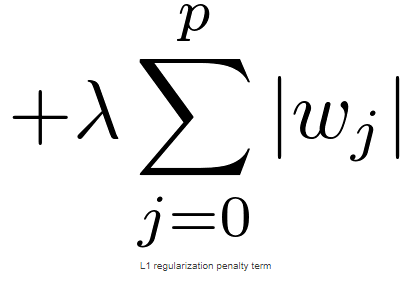 +λ ∑_{j=0}^{p} |w_j|
L1 regularization penalty term